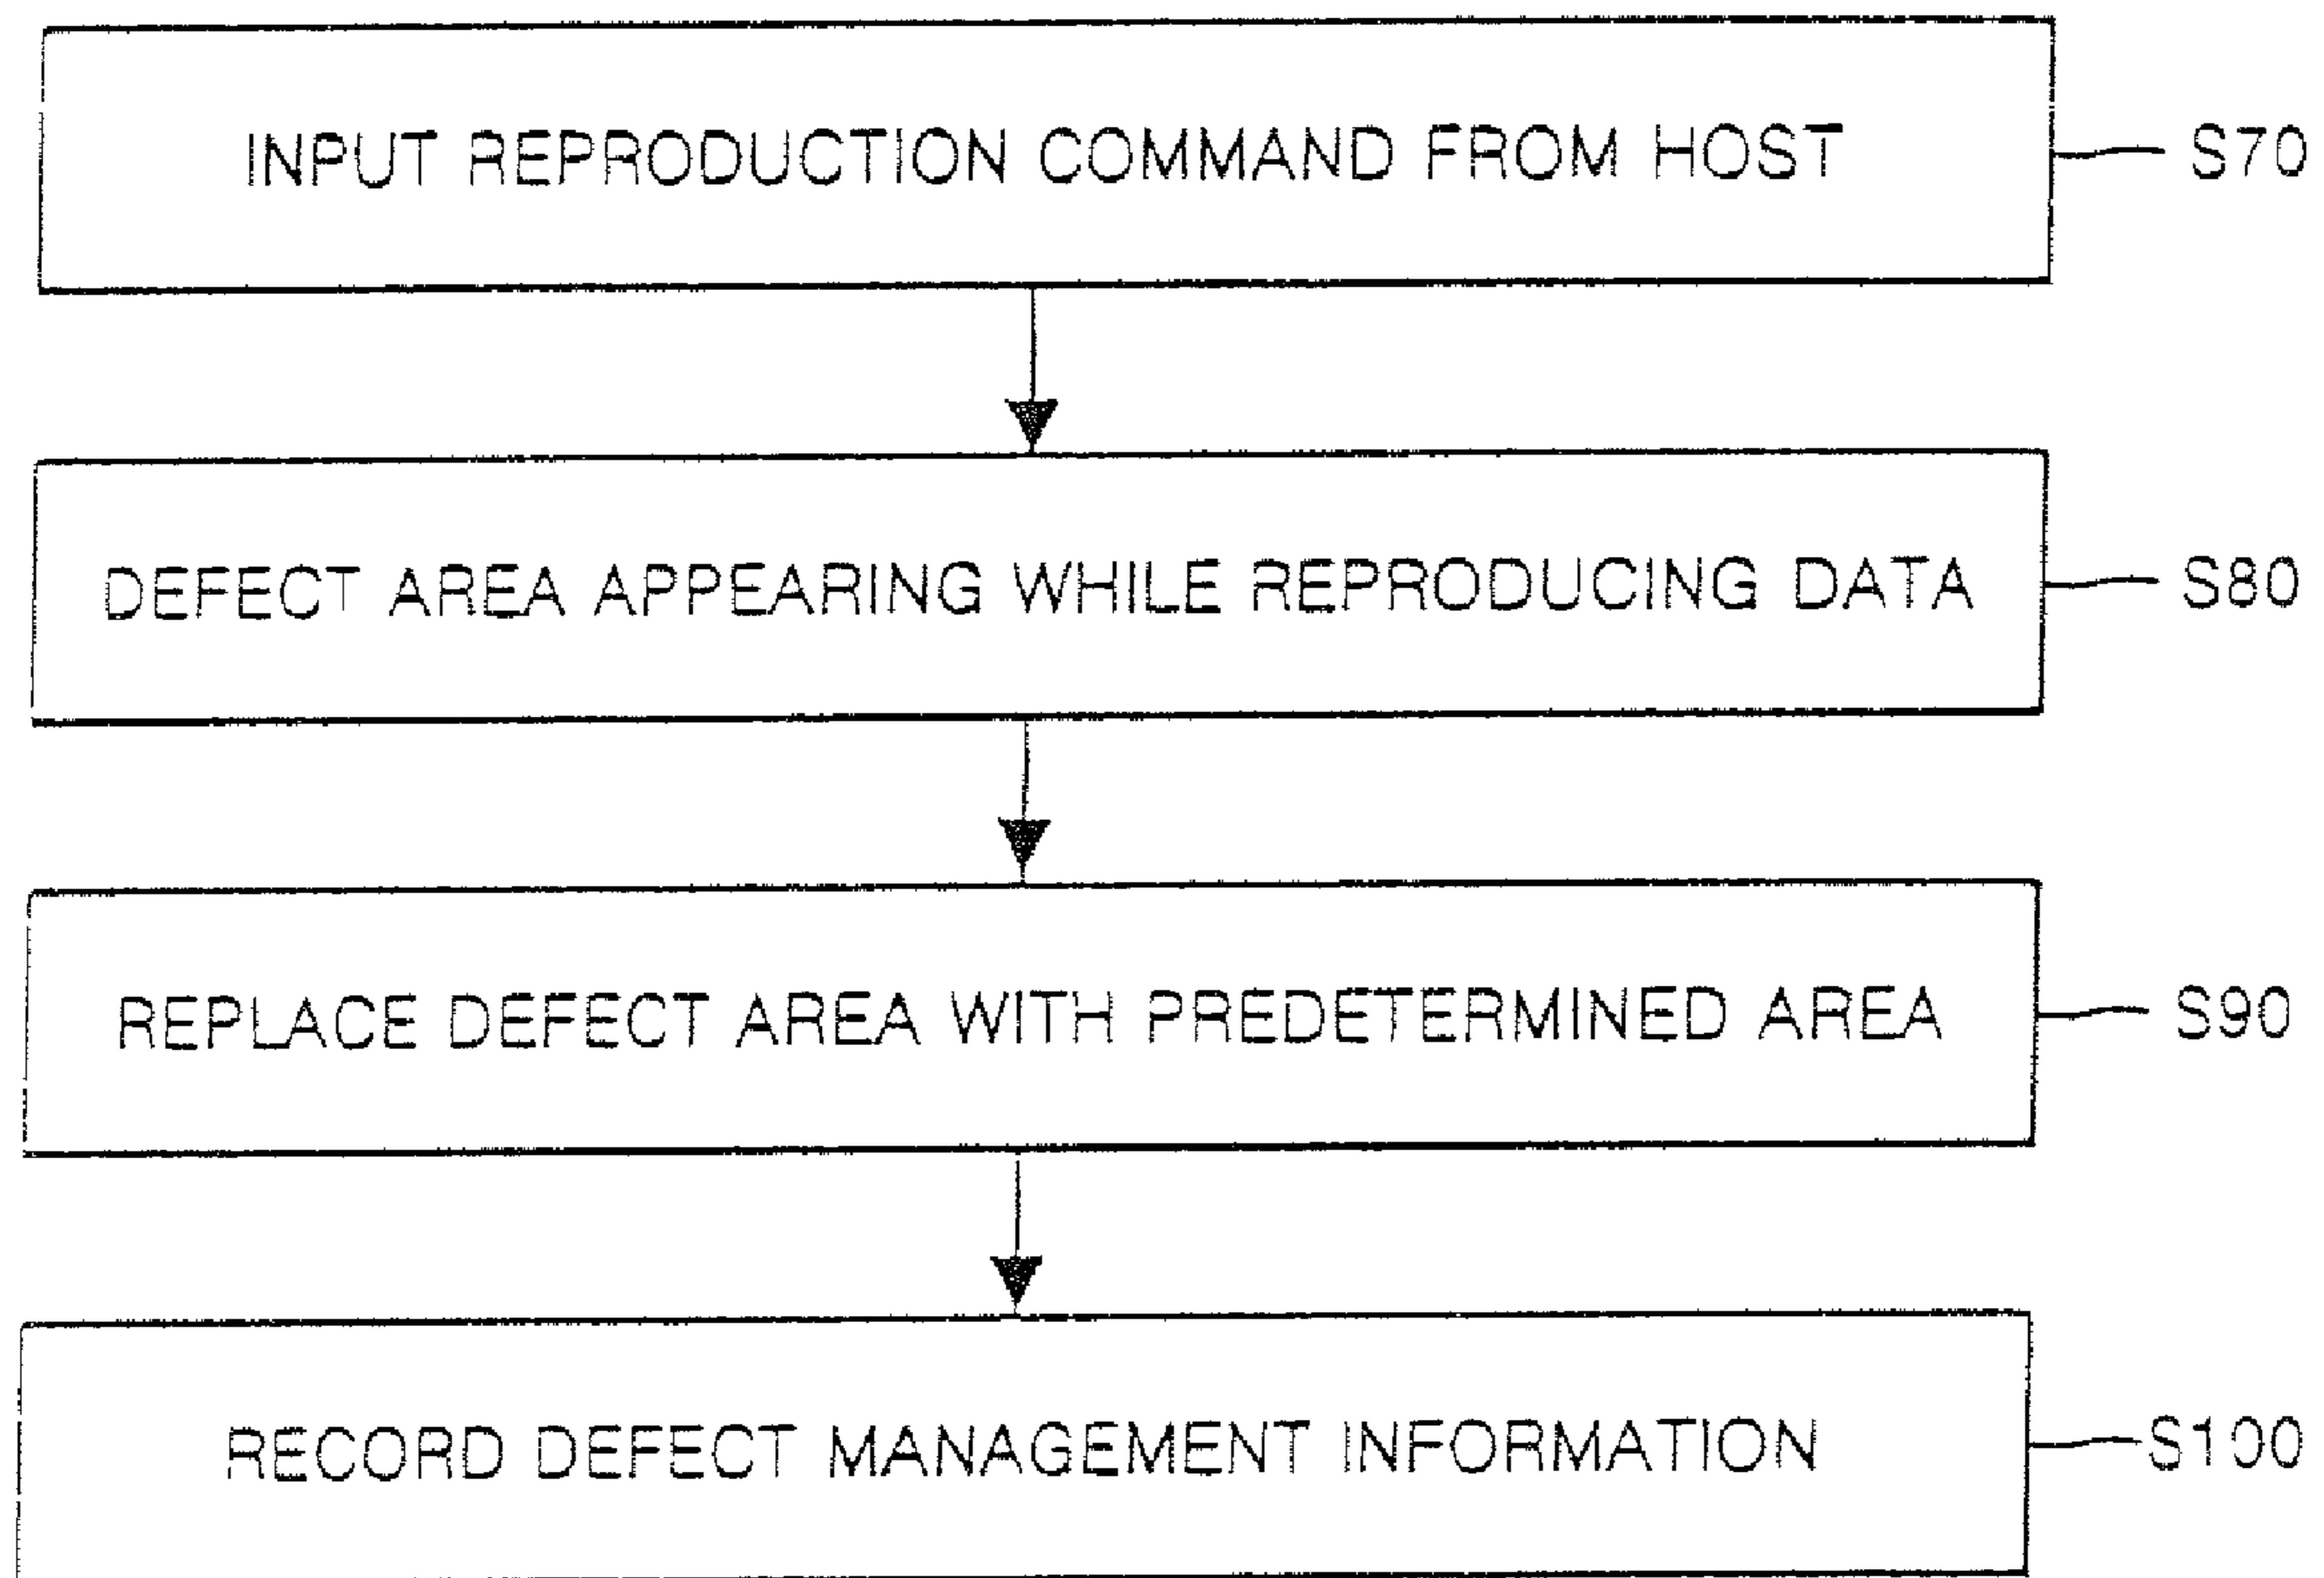 INPUT REPRODUCTION COMMAND FROM HOST
S70
DEFECT AREA APPEARING WHILE REPRODUCING DATA
S80
REPLACE DEFECT AREA WITH PREDETERMINED AREA
S90
RECORD DEFECT MANAGEMENT INFORMATION
S100